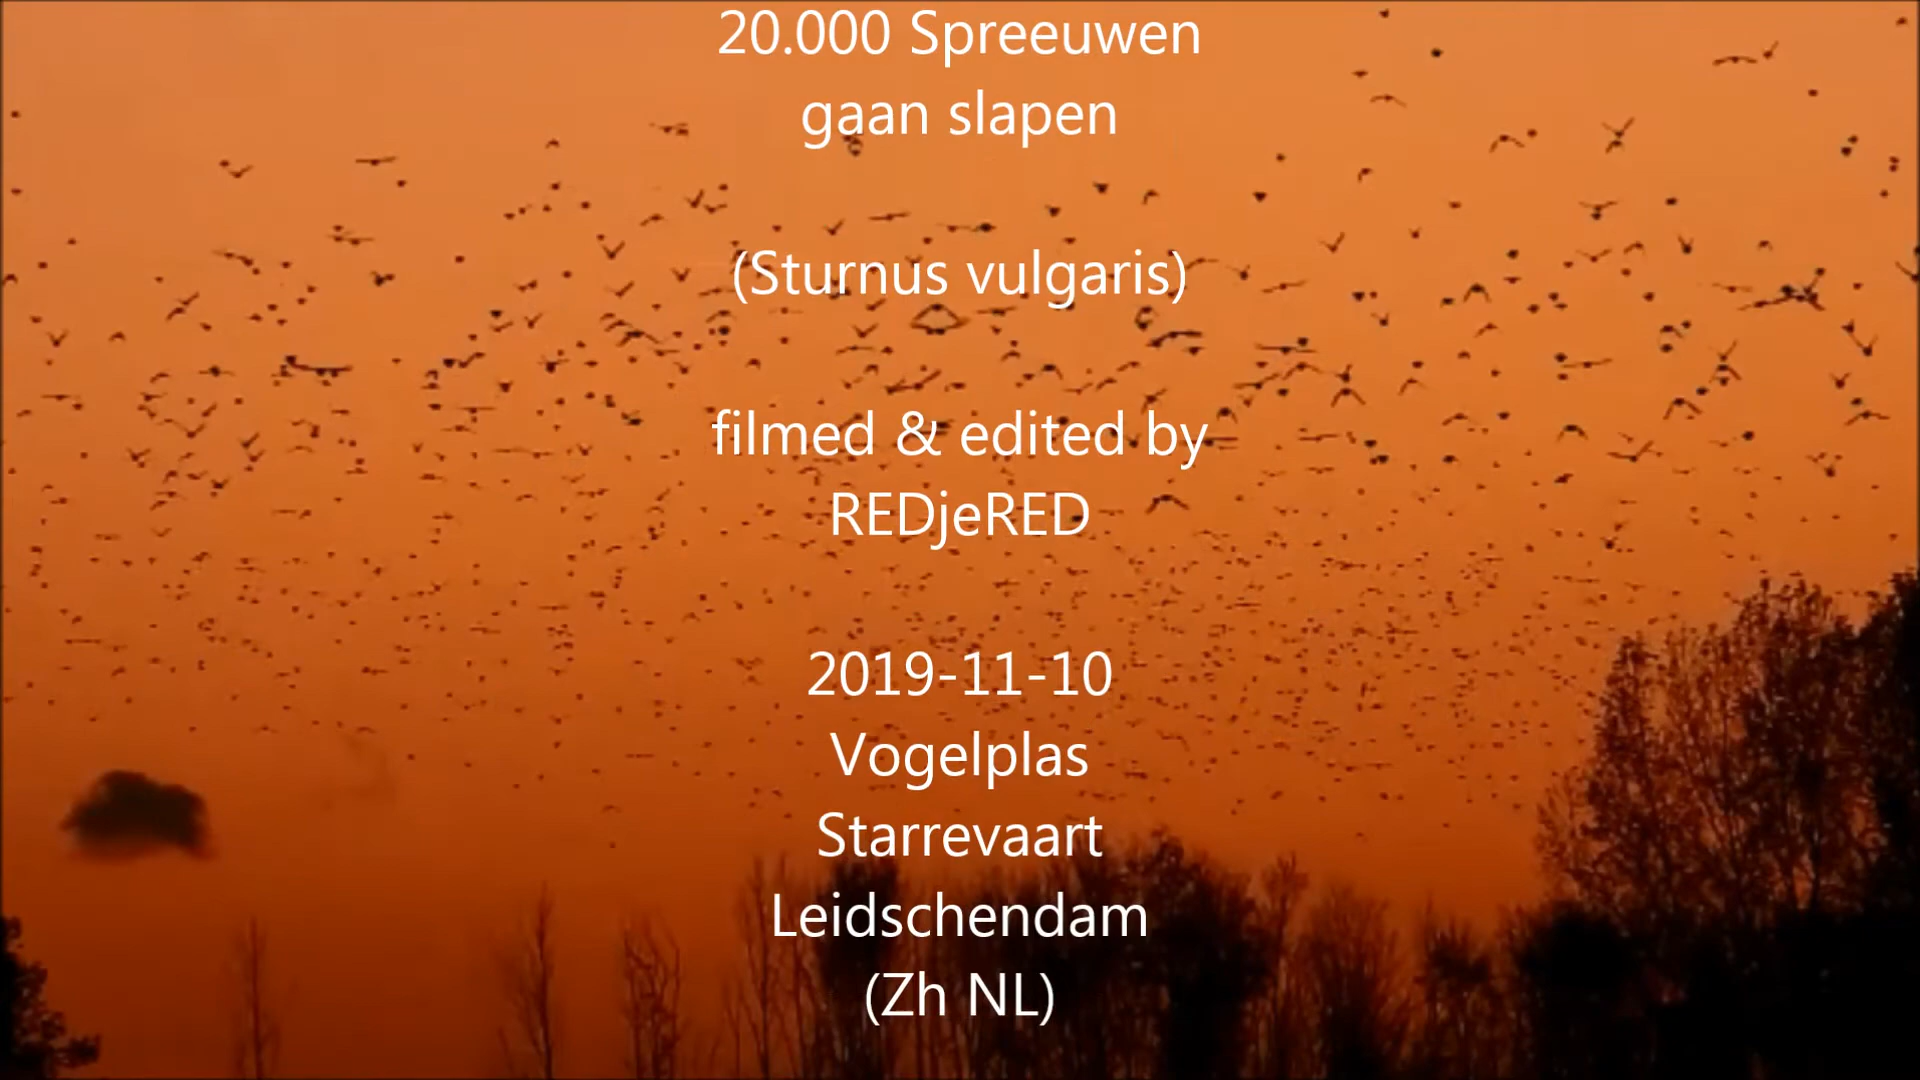 20.000 Spreeuwen
gaan slapen
(Sturnus vulgaris)
filmed & edited by
REDjeRED
2019-11-10
Vogelplas
Starrevaart
Leidschendam
(Zh NL)